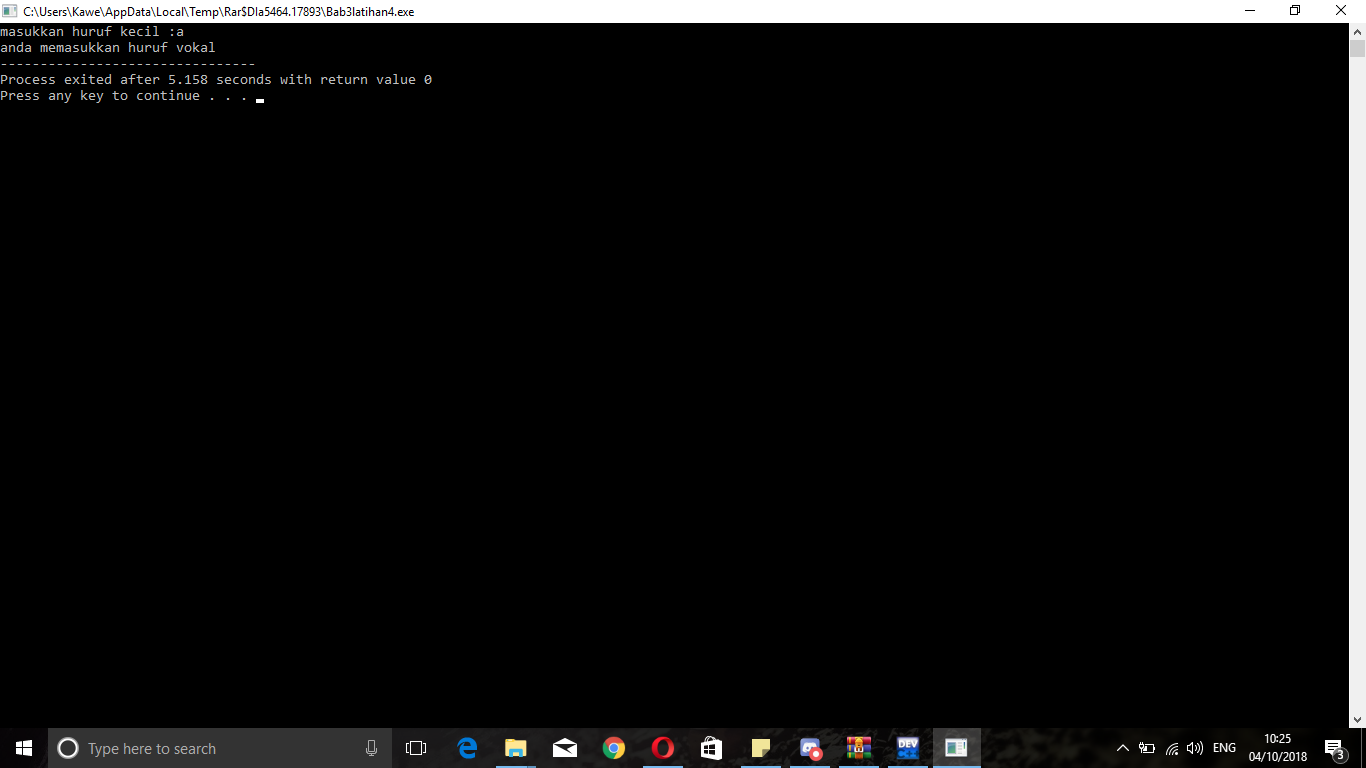 C:\Users\Kawe\AppData\Local\Temp\Rar$DIa5464.17893\Bab3latihan4.exe
masukkan huruf kecil :a
anda memasukkan huruf vokal
--------------------------------
Process exited after 5.158 seconds with return value 0
Press any key to continue . . .
Type here to search
DEV
ENG
10:25
04/10/2018
3